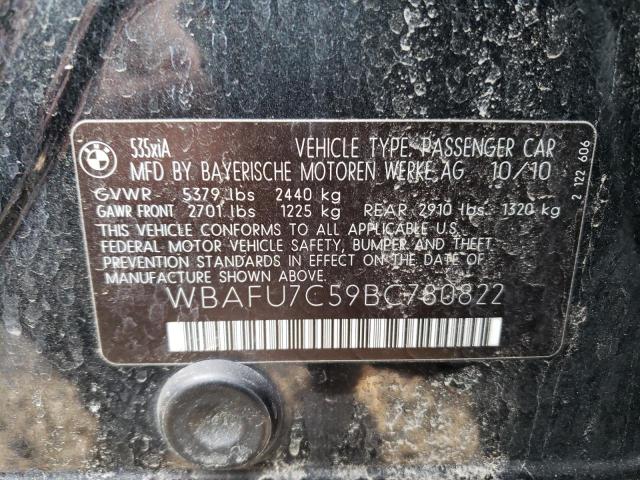 BMW
535xiA VEHICLE TYPE: PASSENGER CAR
MFD BY BAYERISCHE MOTOREN WERKE AG 10/10
GVWR- 5379 lbs 2440 kg
GAWR FRONT 2701 lbs 1225 kg REAR 2910 lbs. 1320 kg
THIS VEHICLE CONFORMS TO ALL APPLICABLE U.S.
FEDERAL MOTOR VEHICLE SAFETY, BUMPER AND THEFT
PREVENTION STANDARDS IN EFFECT ON THE DATE OF
MANUFACTURE SHOWN ABOVE.
WBAFU7C59BC780822
2 122 606